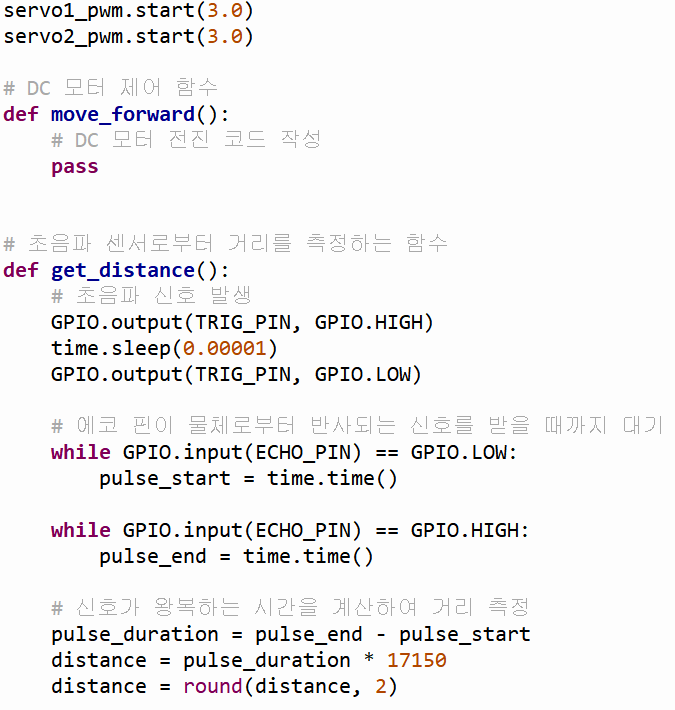 servo1_pwm.start(3.0)
servo2_pwm.start(3.0)

# DC 모터 제어 함수
def move_forward():
    # DC 모터 전진 코드 작성
    pass


# 초음파 센서로부터 거리를 측정하는 함수
def get_distance():
    # 초음파 신호 발생
    GPIO.output(TRIG_PIN, GPIO.HIGH)
    time.sleep(0.00001)
    GPIO.output(TRIG_PIN, GPIO.LOW)

    # 에코 핀이 물체로부터 반사되는 신호를 받을 때까지 대기
    while GPIO.input(ECHO_PIN) == GPIO.LOW:
        pulse_start = time.time()

    while GPIO.input(ECHO_PIN) == GPIO.HIGH:
        pulse_end = time.time()

    # 신호가 왕복하는 시간을 계산하여 거리 측정
    pulse_duration = pulse_end - pulse_start
    distance = pulse_duration * 17150
    distance = round(distance, 2)